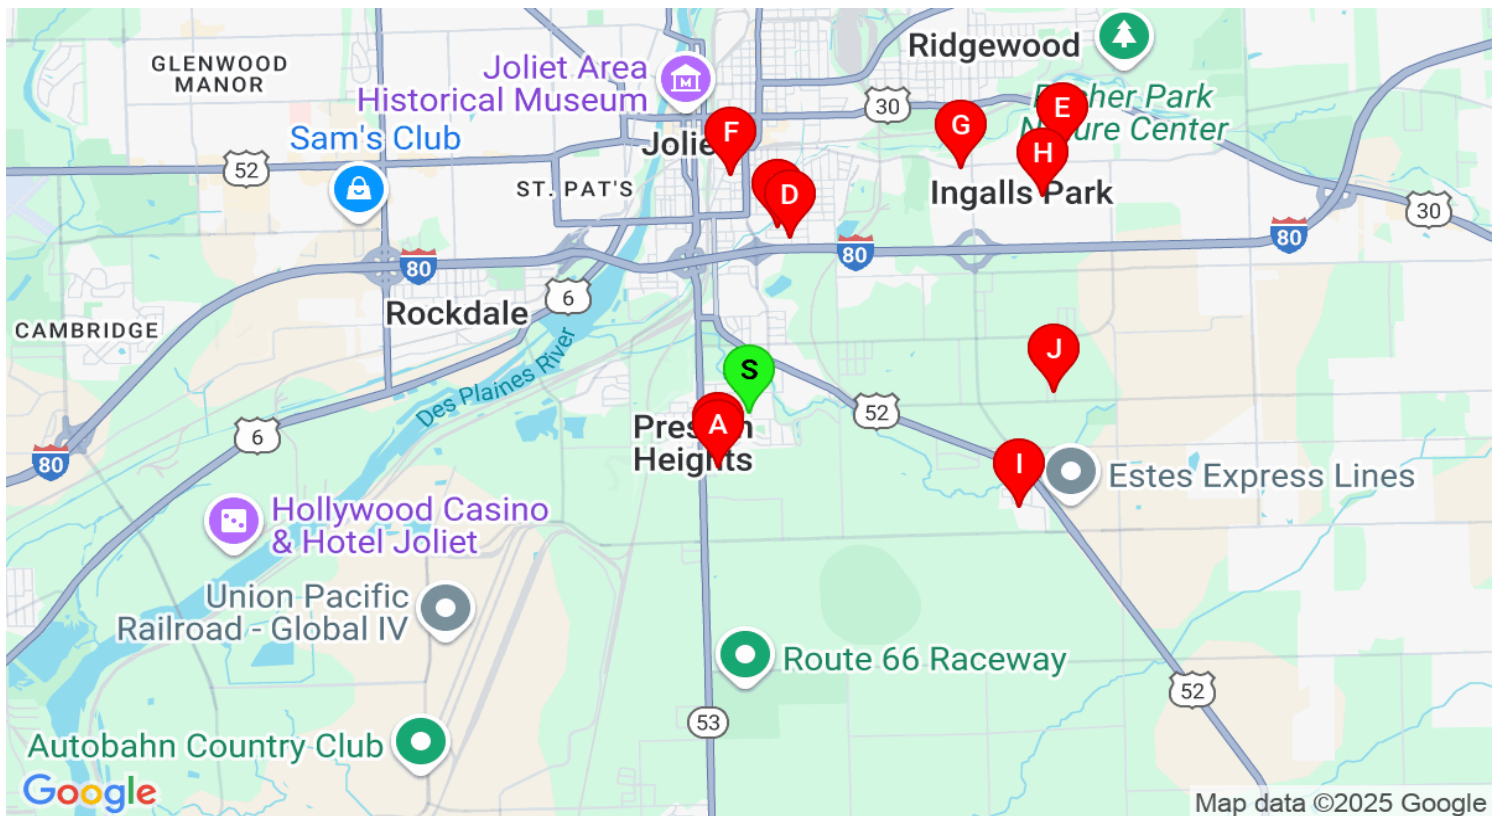 GLENWOOD
MANOR
Joliet Area
Historical Museum
Ridgewood
30
Sam's Club
52
ST. PAT'S
F
G
E
H
D
Nature Center
Ingalls Park
30
80
80
80
6
Rockdale
CAMBRIDGE
Des Plaines River
J
S
A
Heights
52
6
80
I
Estes Express Lines
Hollywood Casino
& Hotel Joliet
Union Pacific
Railroad - Global IV
Route 66 Raceway
52
53
Autobahn Country Club
Google
Map data ©2025 Google